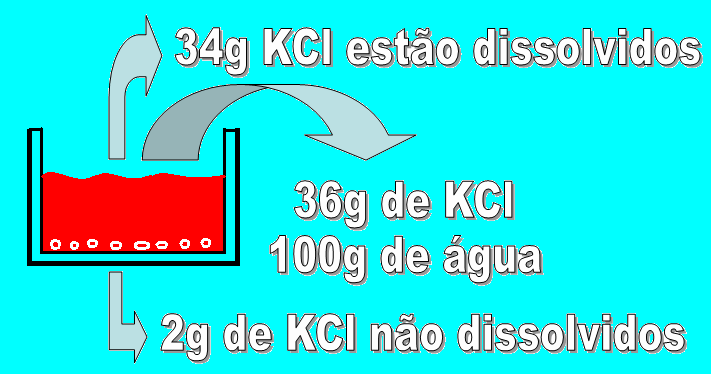 34g KCl estão dissolvidos
36g de KCl
100g de água
2g de KCl não dissolvidos